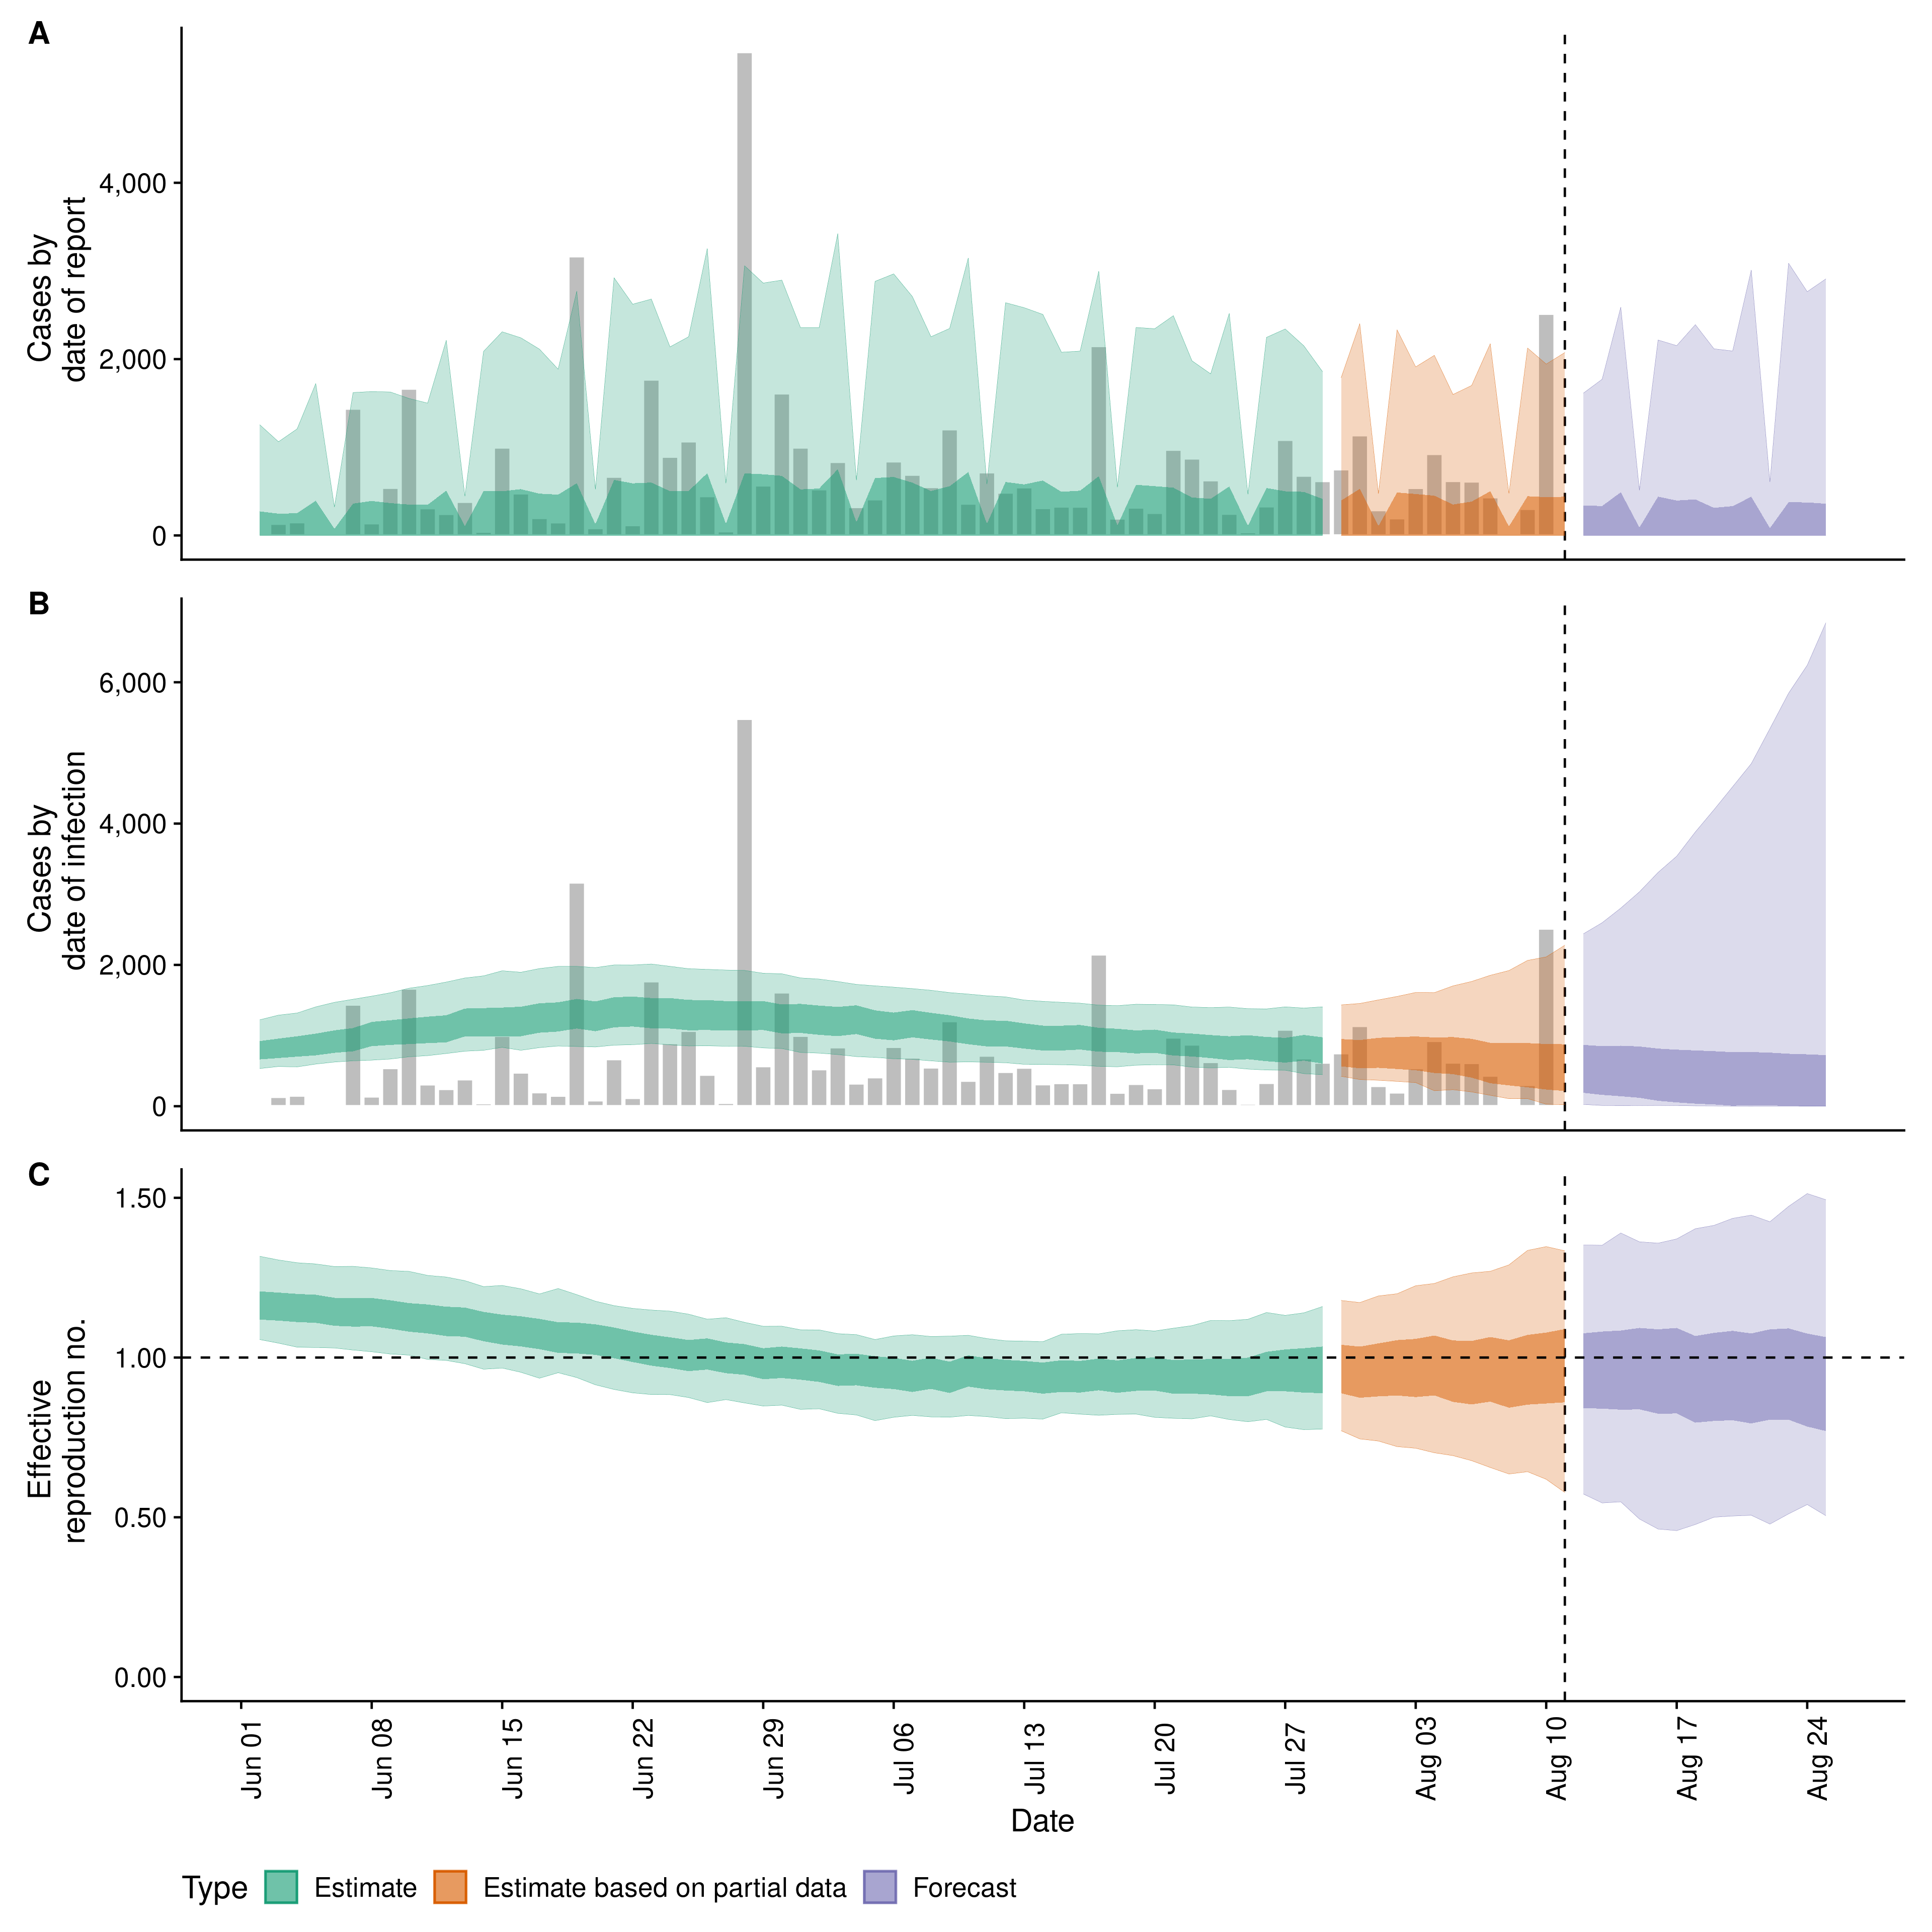 A
Cases by
date of report
4,000
2,000
0
B
Cases by
date of infection
6,000
4,000
2,000
0
C
Effective
reproduction no.
1.50
1.00
0.50
0.00
Jun 01
Jun 08
Jun 15
Jun 22
Jun 29
Jul 06
Jul 13
Jul 20
Jul 27
Aug 03
Aug 10
Aug 17
Aug 24
Date
Type Estimate Estimate based on partial data Forecast